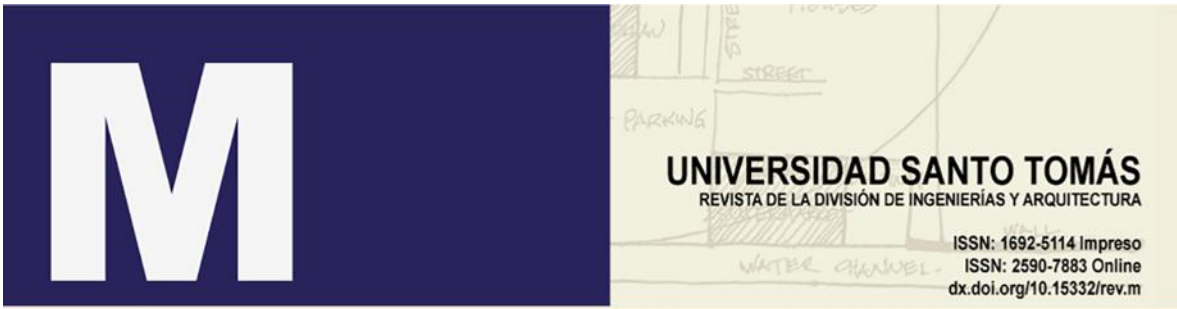 M
STREET
STREET
PARKING
UNIVERSIDAD SANTO TOMÁS
REVISTA DE LA DIVISIÓN DE INGENIERÍAS Y ARQUITECTURA
WALL
ISSN: 1692-5114 Impreso
WATER CHANNEL-
ISSN: 2590-7883 Online
dx.doi.org/10.15332/rev.m